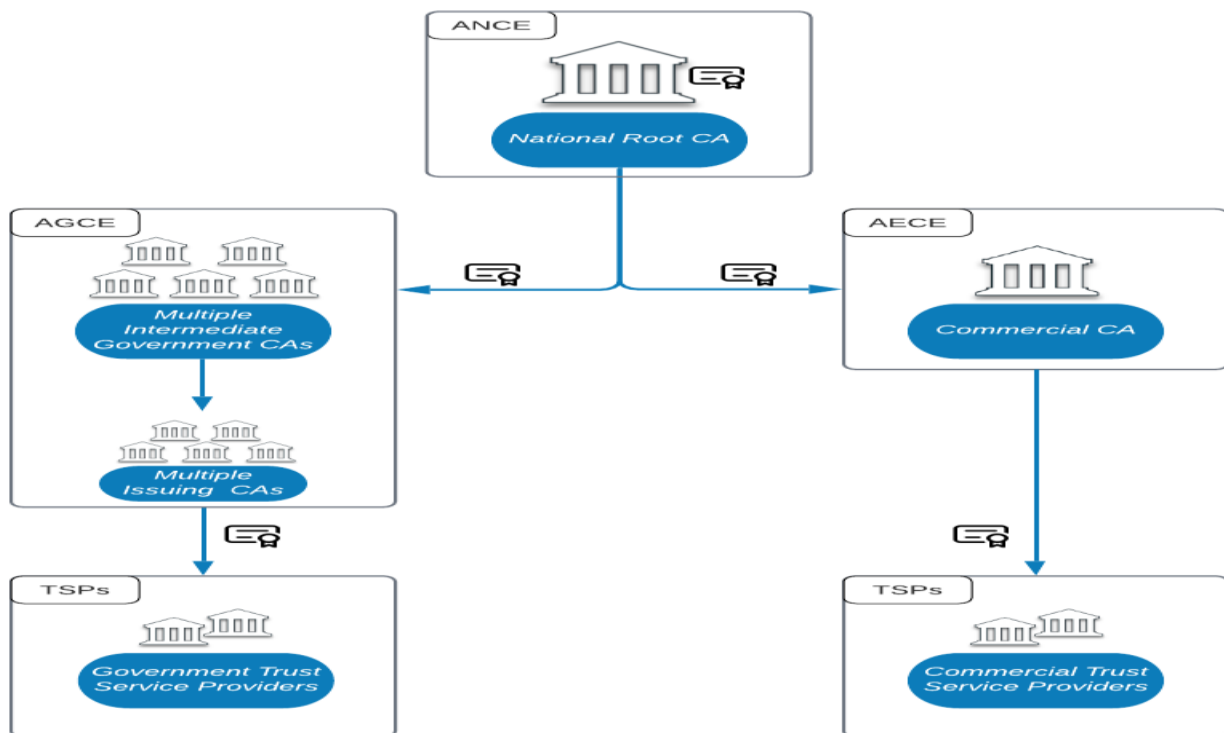 ANCE
National Root CA
AGCE
Multiple
Intermediate
Government CAs
Multiple
Issuing CAs
AECE
Commercial CA
TSPs
Government Trust
Service Providers
TSPs
Commercial Trust
Service Providers